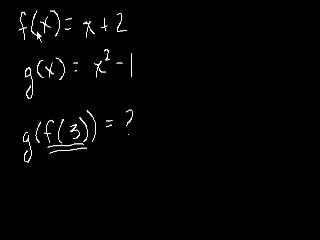 f(x) = x + 2
g(x) = x² - 1
g(f(3)) = ?